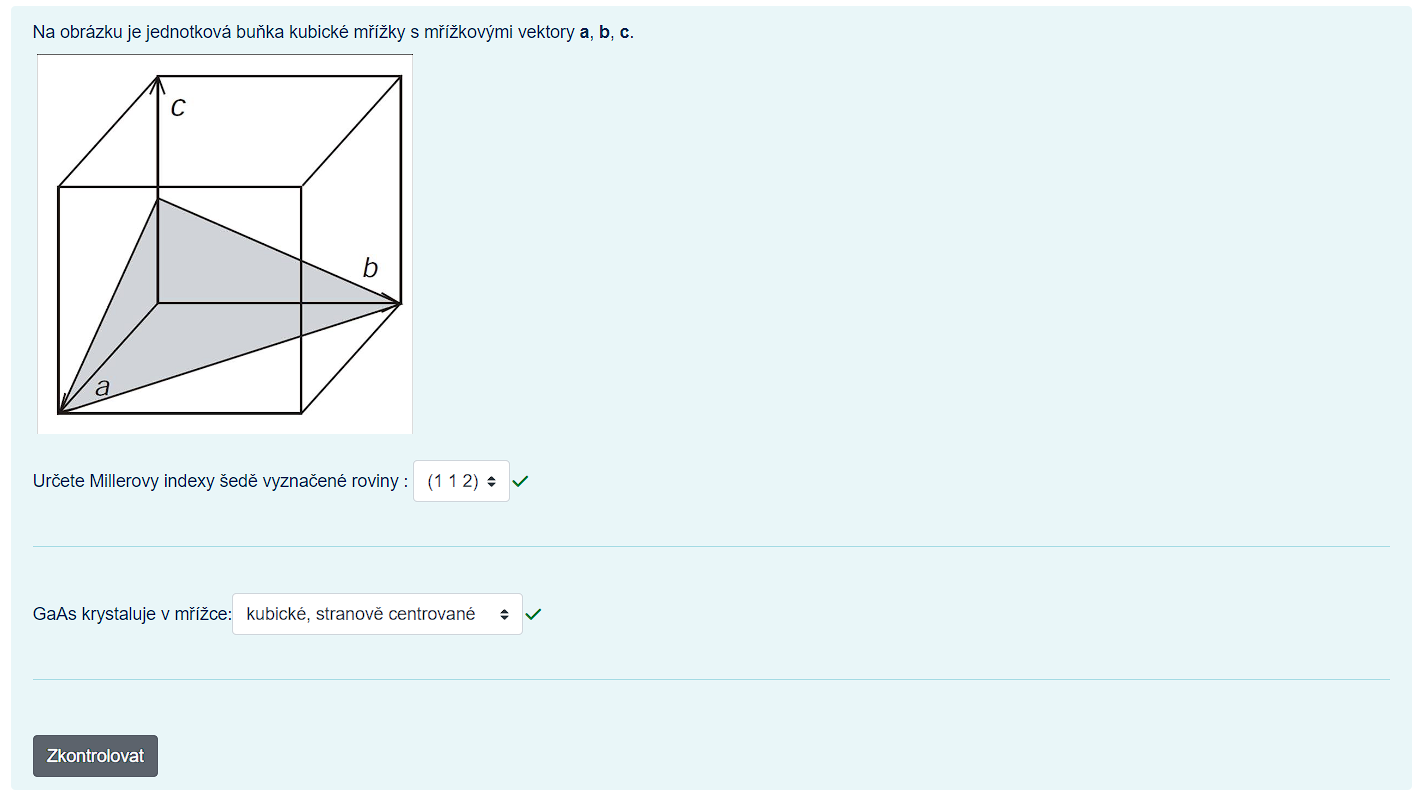 Na obrázku je jednotková buňka kubické mřížky s mřížkovými vektory a, b, c.
c
b
a
Určete Millerovy indexy šedě vyznačené roviny : (1 1 2)
GaAs krystaluje v mřížce: kubické, stranově centrované
Zkontrolovat